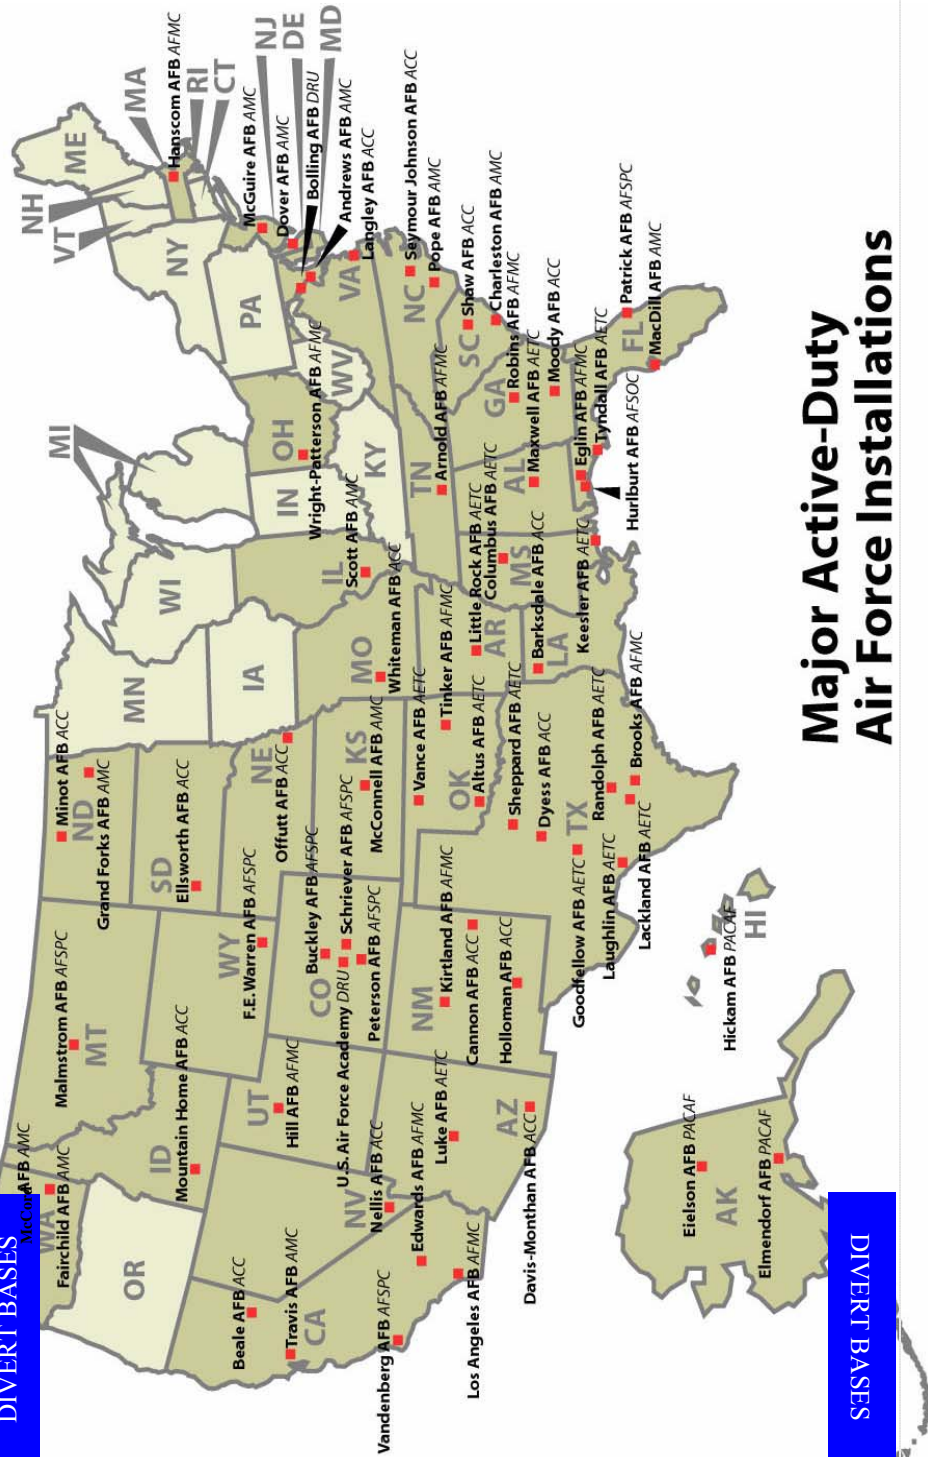 Major Active-Duty
Air Force Installations
DIVERT BASES
DIVERT BASES
WA
McCord AFB AMC
Fairchild AFB AMC
OR
CA
Beale AFB ACC
Travis AFB AMC
Vandenberg AFB AFSPC
Edwards AFB AFMC
Los Angeles AFB AFMC
NV
Nellis AFB ACC
ID
Mountain Home AFB ACC
MT
Malmstrom AFB AFSPC
UT
Hill AFB AFMC
AZ
Luke AFB AETC
Davis-Monthan AFB ACC
WY
F.E. Warren AFB AFSPC
CO
Buckley AFB AFSPC
Schriever AFB AFSPC
U.S. Air Force Academy DRU
Peterson AFB AFSPC
NM
Kirtland AFB AFMC
Cannon AFB ACC
Holloman AFB ACC
ND
Minot AFB ACC
Grand Forks AFB AMC
SD
Ellsworth AFB ACC
NE
Offutt AFB ACC
KS
McConnell AFB AMC
OK
Vance AFB AETC
Tinker AFB AFMC
Altus AFB AETC
TX
Sheppard AFB AETC
Dyess AFB ACC
Goodfellow AFB AETC
Laughlin AFB AETC
Lackland AFB AETC
Randolph AFB AETC
Brooks AFB AFMC
MN
IA
MO
Whiteman AFB ACC
AR
Little Rock AFB AETC
LA
Barksdale AFB ACC
WI
IL
Scott AFB AMC
MI
IN
OH
Wright-Patterson AFB AFMC
KY
TN
Arnold AFB AFMC
MS
Columbus AFB AETC
Keesler AFB AETC
AL
Maxwell AFB AETC
GA
Robins AFB AFMC
Moody AFB ACC
FL
Eglin AFB AFMC
Tyndall AFB AETC
Hurlburt AFB AFSOC
Patrick AFB AFSPC
MacDill AFB AMC
SC
Shaw AFB ACC
Charleston AFB AMC
NC
Seymour Johnson AFB ACC
Pope AFB AMC
VA
Langley AFB ACC
WV
PA
NY
VT
NH
ME
MA
Hanscom AFB AFMC
RI
CT
NJ
McGuire AFB AMC
DE
Dover AFB AMC
MD
Bolling AFB DRU
Andrews AFB AMC
AK
Eielson AFB PACAF
Elmendorf AFB PACAF
HI
Hickam AFB PACAF